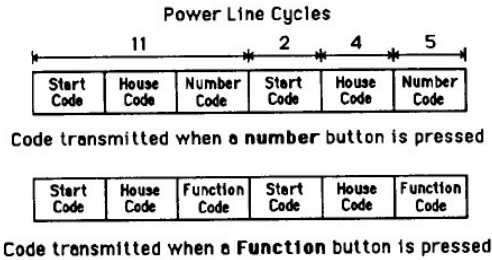 Power Line Cycles
11 2 4 5
Start Code House Code Number Code Start Code House Code Number Code
Code transmitted when a number button is pressed
Start Code House Code Function Code Start Code House Code Function Code
Code transmitted when a Function button is pressed